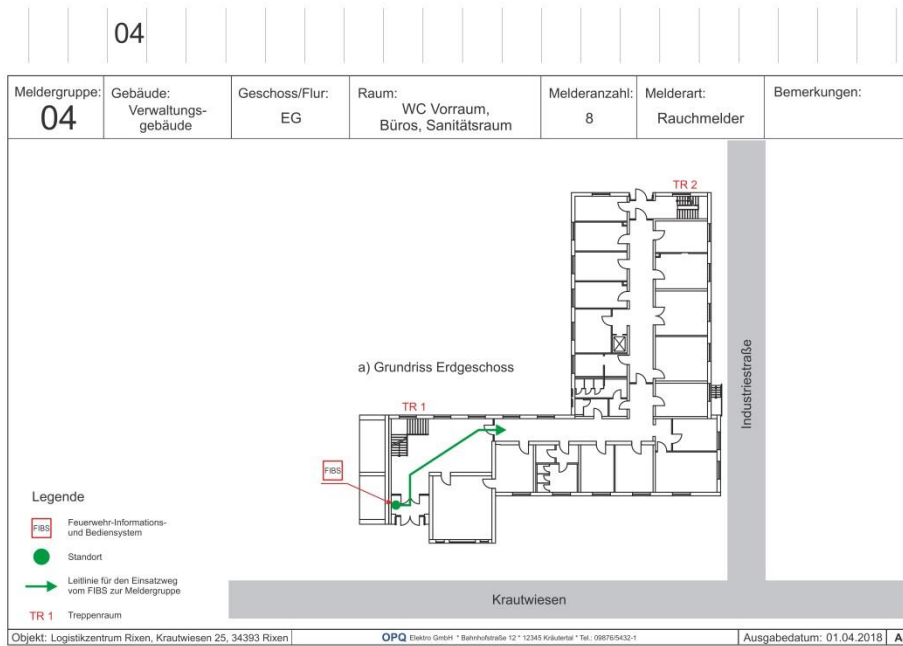 04
Meldergruppe:
04
Gebäude:
Verwaltungs-
gebäude
Geschoss/Flur:
EG
Raum:
WC Vorraum,
Büros, Sanitätsraum
Melderanzahl:
8
Melderart:
Rauchmelder
Bemerkungen:
TR 2
a) Grundriss Erdgeschoss
TR 1
FIBS
Industriestraße
Legende
FIBS
Feuerwehr-Informations-
und Bediensystem
Standort
Leitlinie für den Einsatzweg
vom FIBS zur Meldergruppe
TR 1 Treppenraum
Krautwiesen
Objekt: Logistikzentrum Rixen, Krautwiesen 25, 34393 Rixen
OPQ Elektro GmbH * Bahnhofstraße 12 * 12345 Kräutertal * Tel.: 09876/5432-1
Ausgabedatum: 01.04.2018